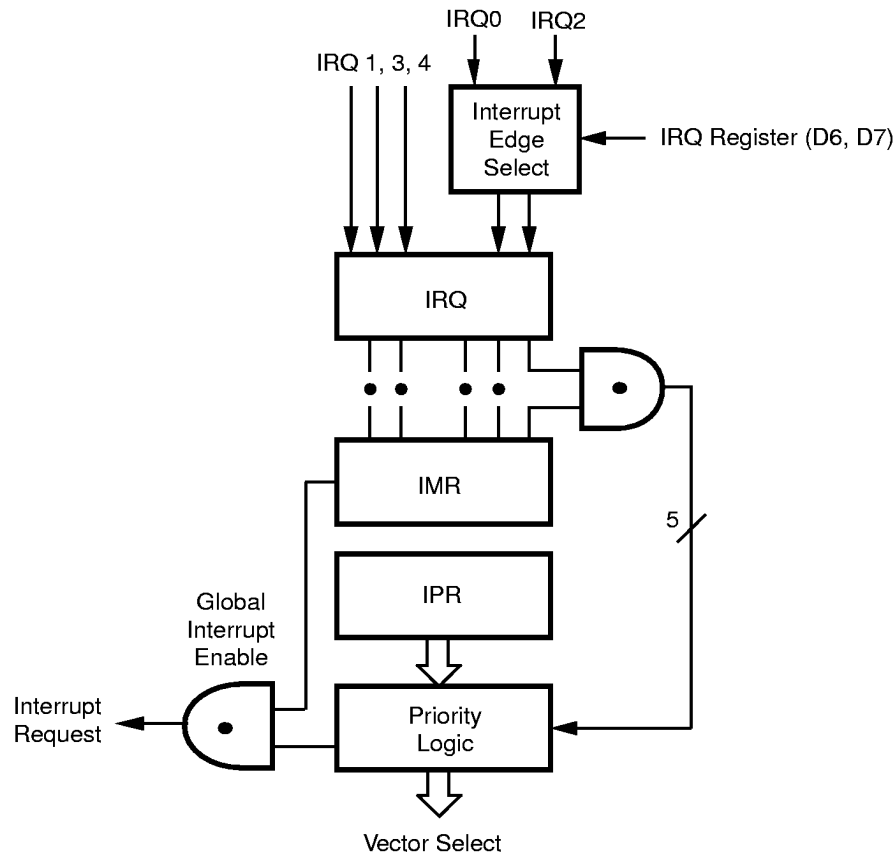 IRQ0
IRQ2
IRQ 1, 3, 4
Interrupt
Edge
Select
IRQ Register (D6, D7)
IRQ
IMR
5
IPR
Global
Interrupt
Enable
Interrupt
Request
Priority
Logic
Vector Select